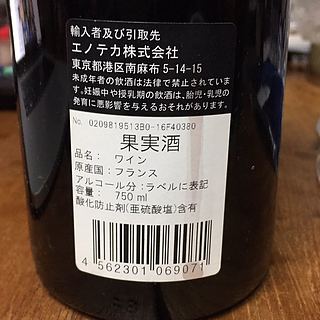 輸入者及び引取先
エノテカ株式会社
東京都港区南麻布 5-14-15
未成年者の飲酒は法律で禁止されています。
妊娠中や授乳期の飲酒は、胎児・乳児の
発育に悪影響を与えるおそれがあります。
No. 0209819513B0-16F40380
果実酒
品名： ワイン
原産国：フランス
アルコール分：ラベルに表記
容量： 750ml
酸化防止剤(亜硫酸塩)含有
4 562301 069071